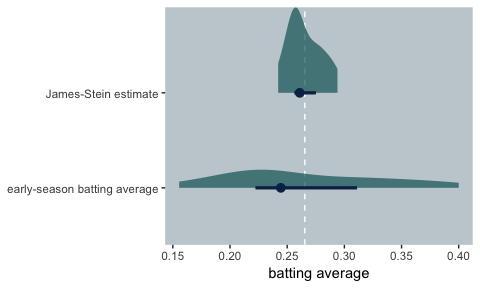 James-Stein estimate
early-season batting average
0.15 0.20 0.25 0.30 0.35 0.40
batting average